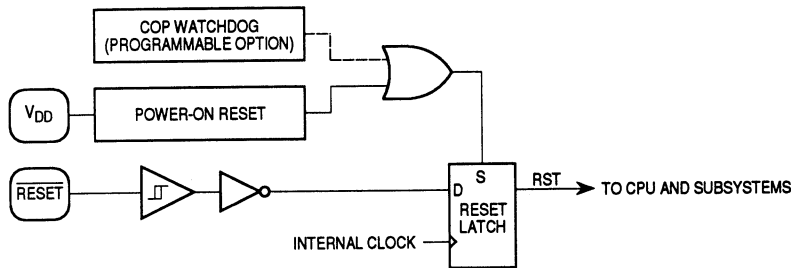 COP WATCHDOG
(PROGRAMMABLE OPTION)
VDD
POWER-ON RESET
RESET
D
S
RESET
LATCH
RST
TO CPU AND SUBSYSTEMS
INTERNAL CLOCK